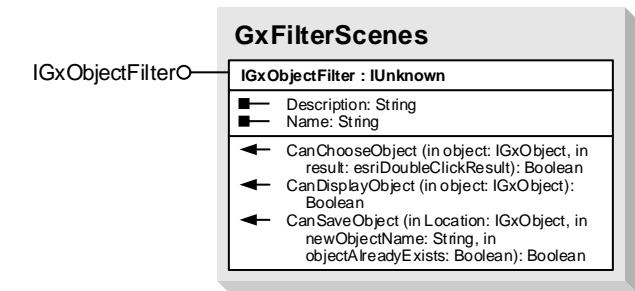 GxFilterScenes
IGxObjectFilter
IGxObjectFilter : IUnknown
Description: String
Name: String
CanChooseObject (in object: IGxObject, in
result: esriDoubleClickResult): Boolean
CanDisplayObject (in object: IGxObject):
Boolean
CanSaveObject (in Location: IGxObject, in
newObjectName: String, in
objectAlreadyExists: Boolean): Boolean